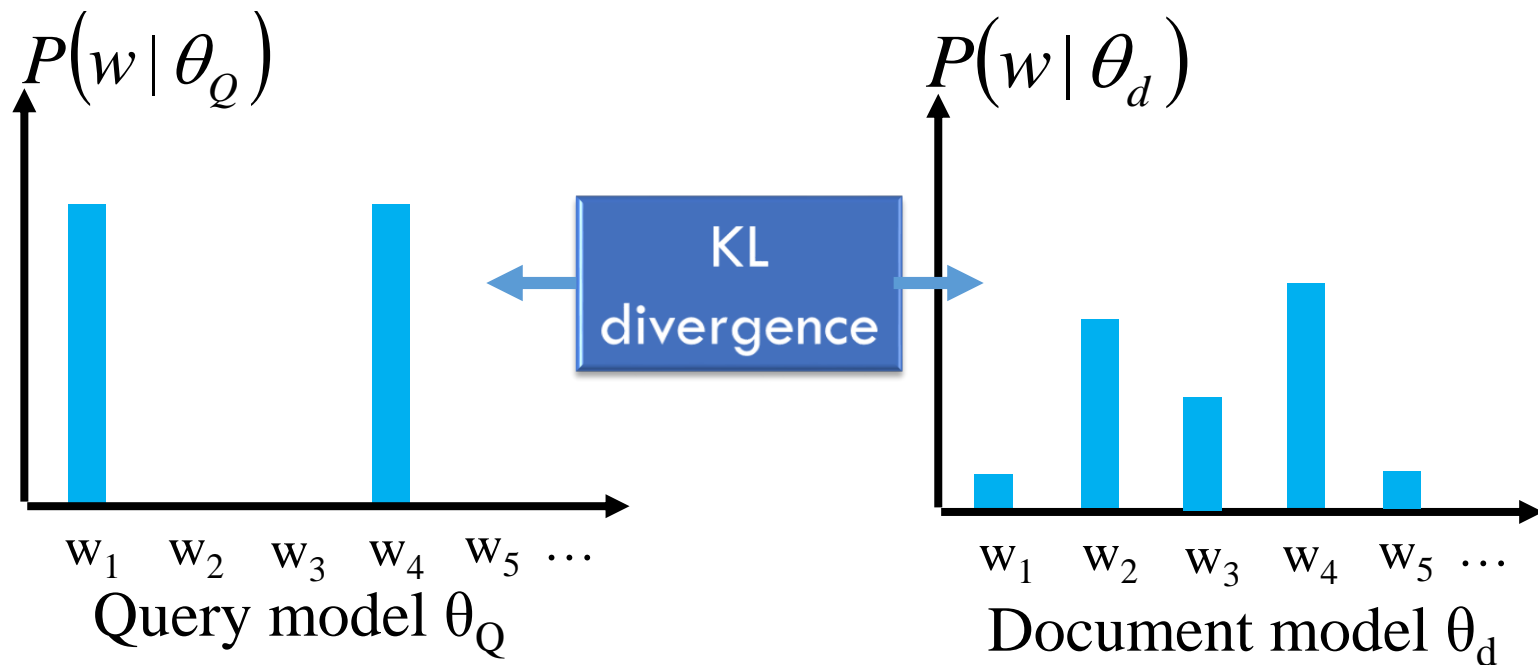 P(w | θ_Q)
w₁ w₂ w₃ w₄ w₅ …
Query model θ_Q
KL
divergence
P(w | θ_d)
w₁ w₂ w₃ w₄ w₅ …
Document model θ_d